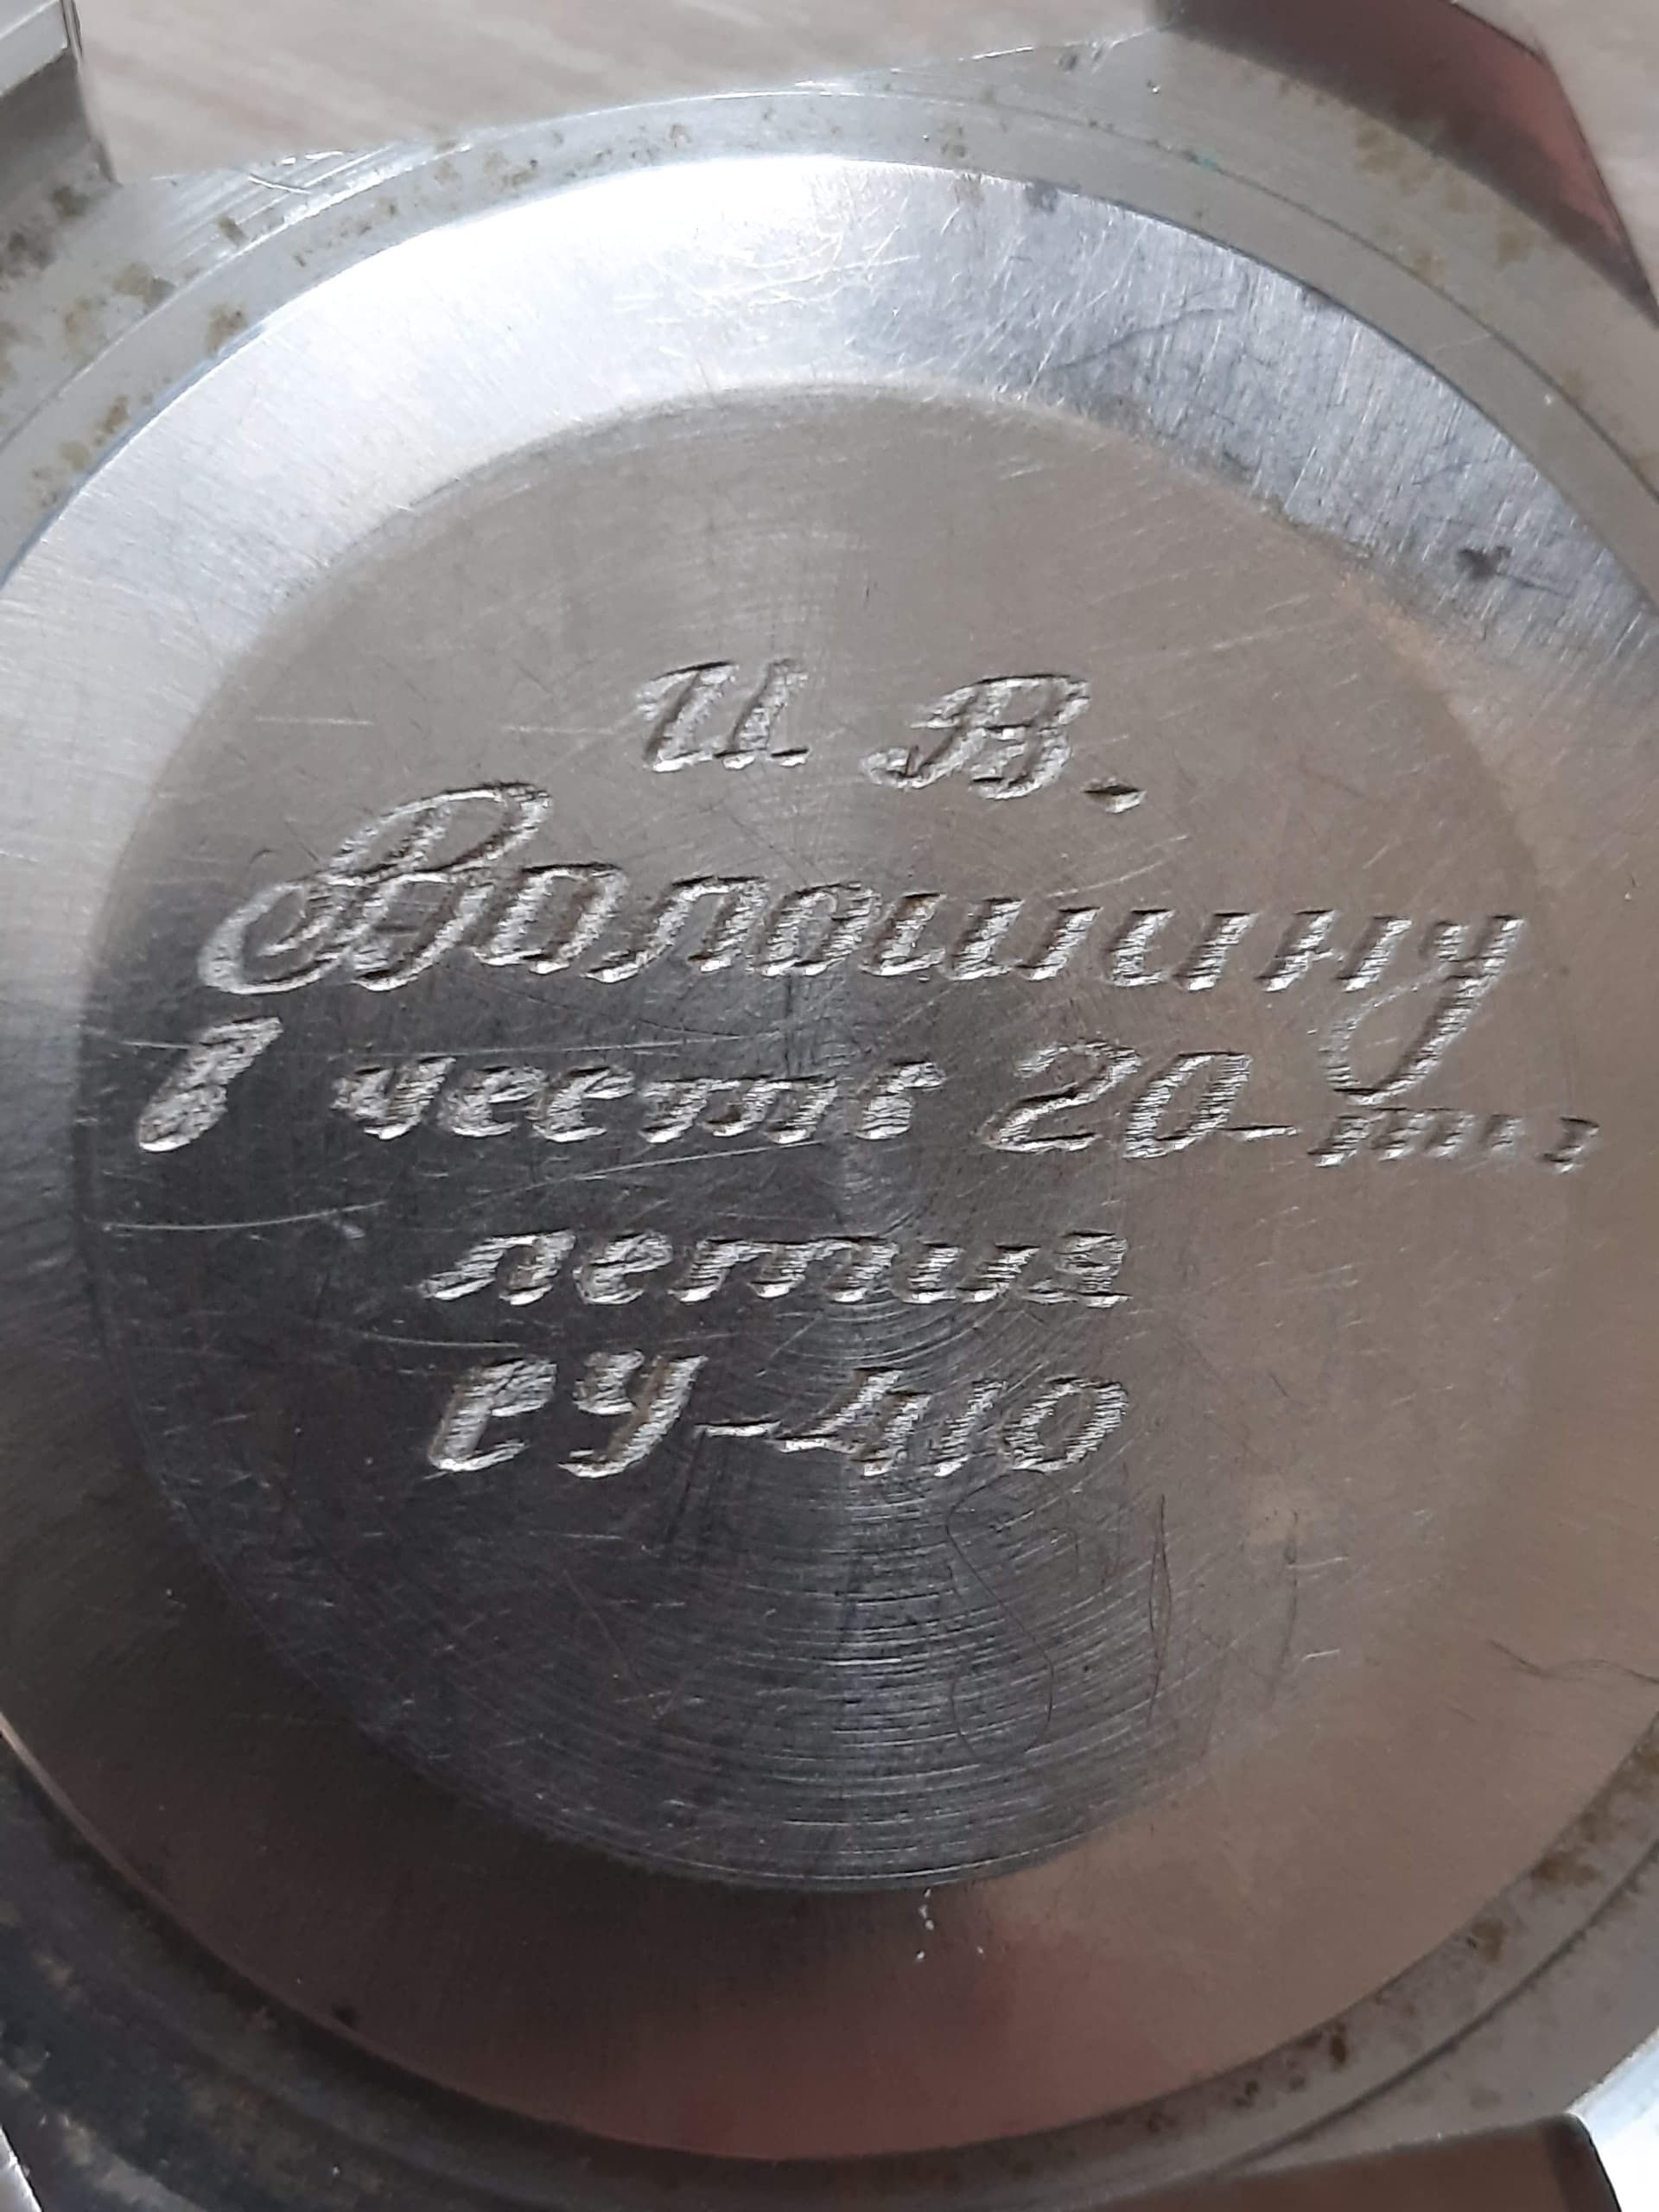 И В.
Волошину
в честь 20-ти
летия
СУ-410